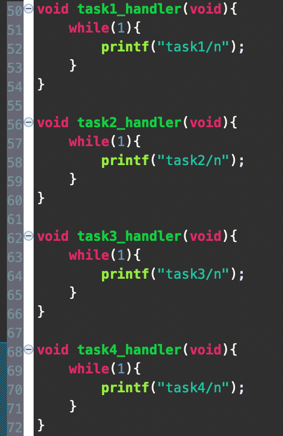 50 void task1_handler(void){
51     while(1){
52         printf("task1/n");
53     }
54 }
55
56 void task2_handler(void){
57     while(1){
58         printf("task2/n");
59     }
60 }
61
62 void task3_handler(void){
63     while(1){
64         printf("task3/n");
65     }
66 }
67
68 void task4_handler(void){
69     while(1){
70         printf("task4/n");
71     }
72 }